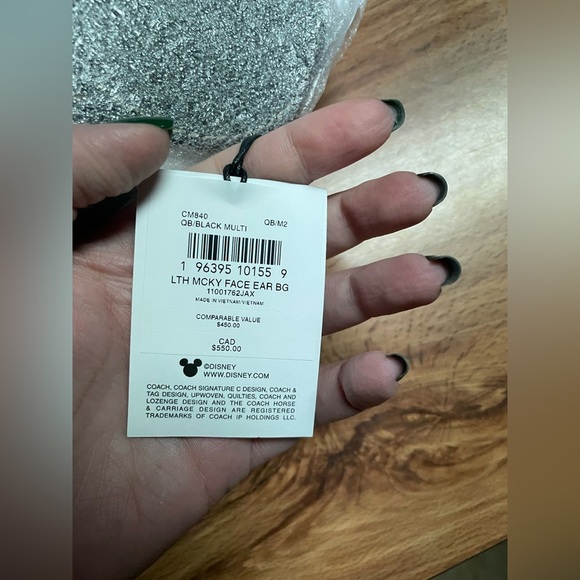 CM840
QB/BLACK MULTI QB/M2
1 96395 10155 9
LTH MCKY FACE EAR BG
11001762JAX
MADE IN VIETNAM/VIETNAM
COMPARABLE VALUE
$450.00
CAD
$550.00
©DISNEY
WWW.DISNEY.COM
COACH, COACH SIGNATURE C DESIGN, COACH &
TAG DESIGN, UPWOVEN, QUILTIES, COACH AND
LOZENGE DESIGN AND THE COACH HORSE
& CARRIAGE DESIGN ARE REGISTERED
TRADEMARKS OF COACH IP HOLDINGS LLC.